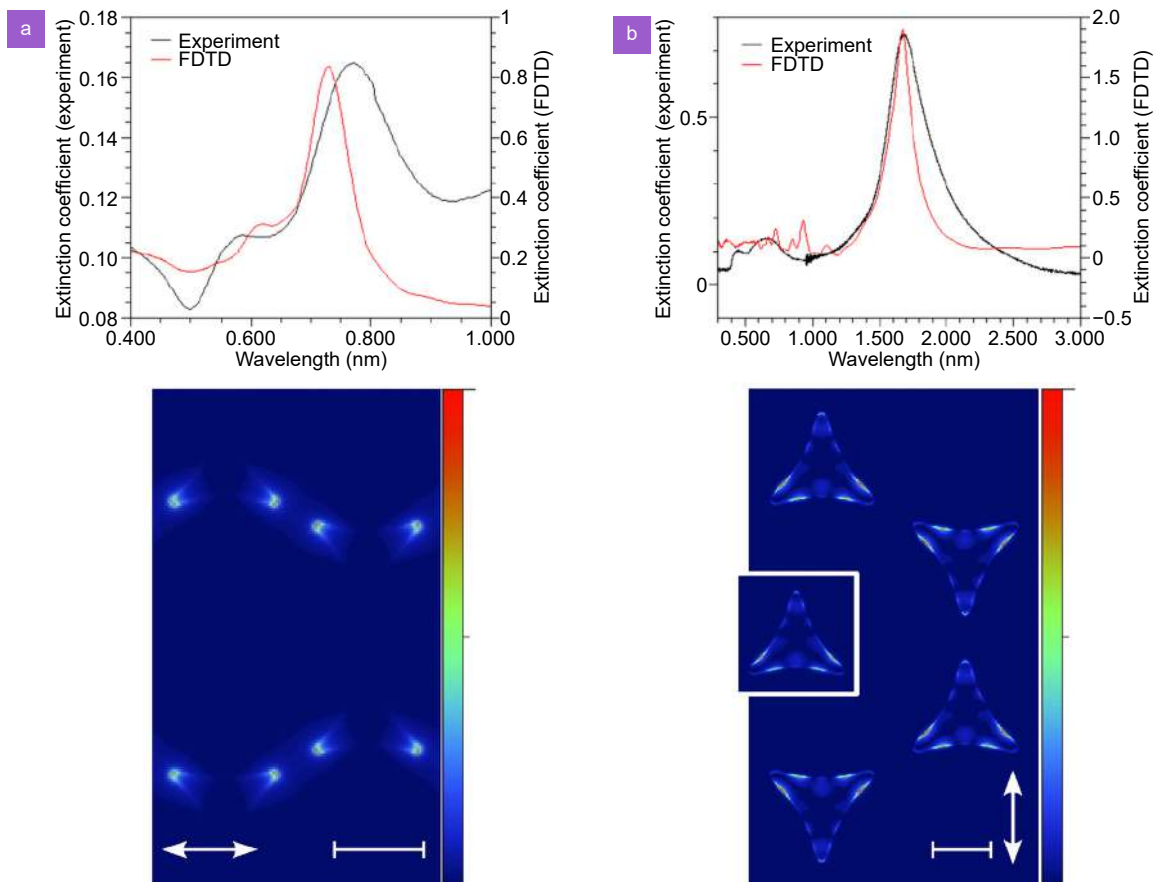 a
0.18
0.16
0.14
0.12
0.10
0.08
Extinction coefficient (experiment)
Experiment
FDTD
1
0.8
0.6
0.4
0.2
0
Extinction coefficient (FDTD)
0.400
0.600
0.800
1.000
Wavelength (nm)
b
0.5
0
Extinction coefficient (experiment)
Experiment
FDTD
2.0
1.5
1.0
0.5
0
−0.5
Extinction coefficient (FDTD)
0.500
1.000
1.500
2.000
2.500
3.000
Wavelength (nm)